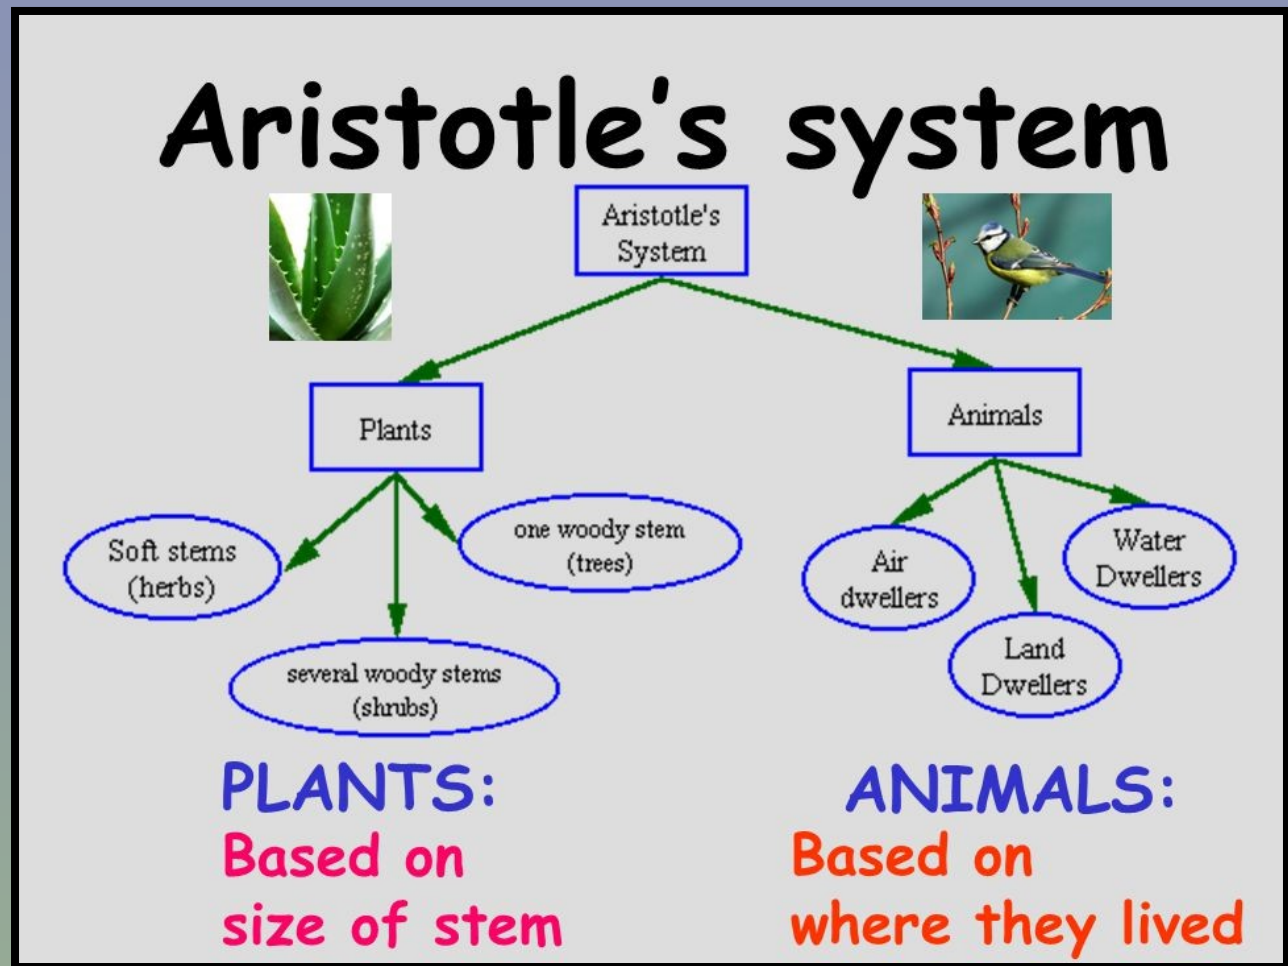 Aristotle's system
Aristotle's
System
Plants
Animals
Soft stems
(herbs)
several woody stems
(shrubs)
one woody stem
(trees)
Air
dwellers
Land
Dwellers
Water
Dwellers
PLANTS:
Based on
size of stem
ANIMALS:
Based on
where they lived